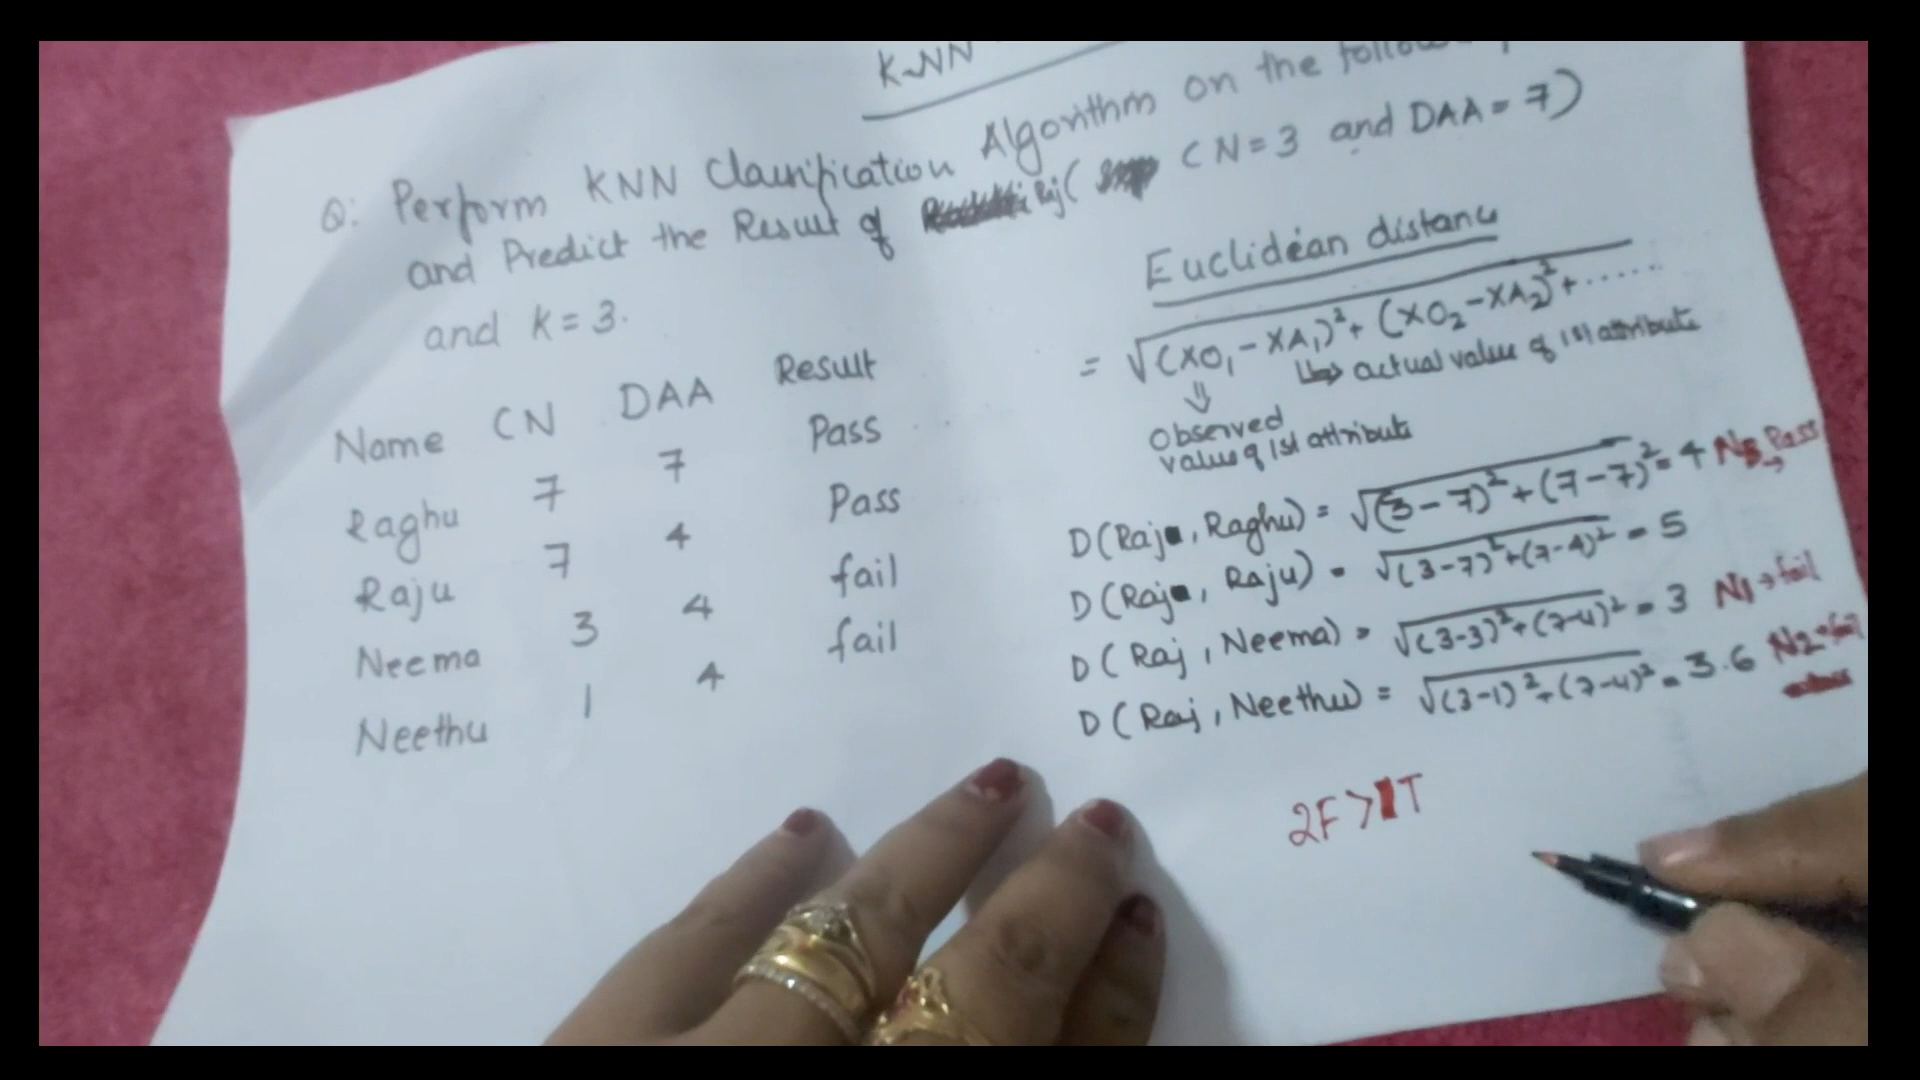 KNN
Q: Perform KNN Classification Algorithm on the
and Predict the Result of Raj ( CN=3 and DAA=7)
and k=3.
Name CN DAA Result
Raghu 7 7 Pass
Raju 7 4 Pass
Neema 3 4 fail
Neethu 1 4 fail
Euclidean distance
= √(XO₁-XA₁)²+(XO₂-XA₂)²+......
↳ actual value of 1st attribute
⇓
Observed
value of 1st attribute
D(Raj, Raghu) = √(3-7)²+(7-7)² = 4 N3→Pass
D(Raj, Raju) = √(3-7)²+(7-4)² = 5
D(Raj, Neema) = √(3-3)²+(7-4)² = 3 N1→fail
D(Raj, Neethu) = √(3-1)²+(7-4)² = 3.6 N2→fail
2F>1T